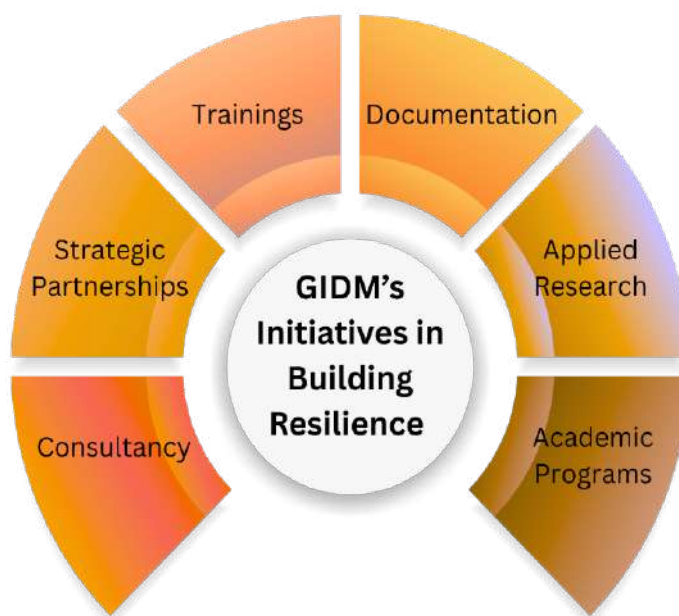 Trainings
Documentation
Strategic
Partnerships
Applied
Research
GIDM's
Initiatives in
Building
Resilience
Consultancy
Academic
Programs